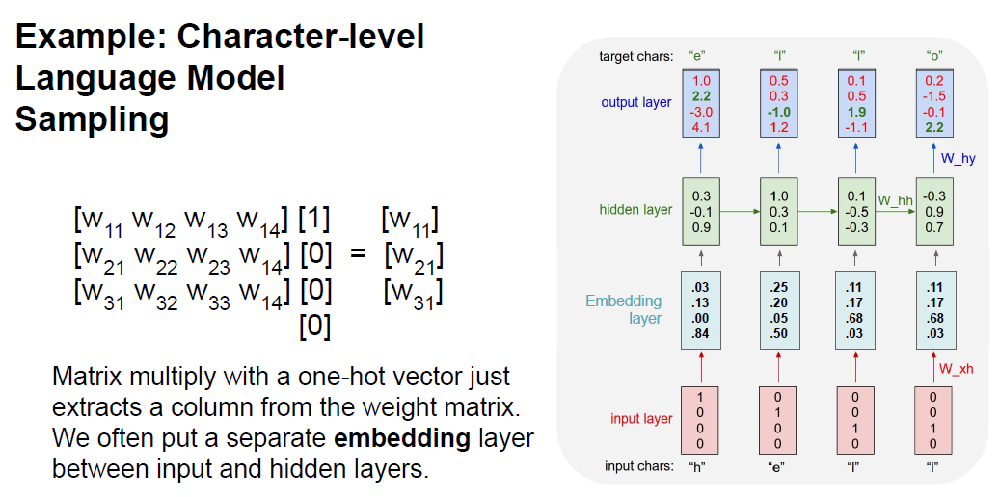 Example: Character-level
Language Model
Sampling
[w11 w12 w13 w14] [1] [w11]
[w21 w22 w23 w14] [0] = [w21]
[w31 w32 w33 w14] [0] [w31]
[0]
Matrix multiply with a one-hot vector just
extracts a column from the weight matrix.
We often put a separate embedding layer
between input and hidden layers.
target chars: “e” “l” “l” “o”
output layer
1.0 0.5 0.1 0.2
2.2 0.3 0.5 -1.5
-3.0 -1.0 1.9 -0.1
4.1 1.2 -1.1 2.2
W_hy
hidden layer
0.3 1.0 0.1 -0.3
-0.1 0.3 -0.5 0.9
0.9 0.1 -0.3 0.7
W_hh
Embedding
layer
.03 .25 .11 .11
.13 .20 .17 .17
.00 .05 .68 .68
.84 .50 .03 .03
W_xh
input layer
1 0 0 0
0 1 0 0
0 0 1 1
0 0 0 0
input chars: “h” “e” “l” “l”